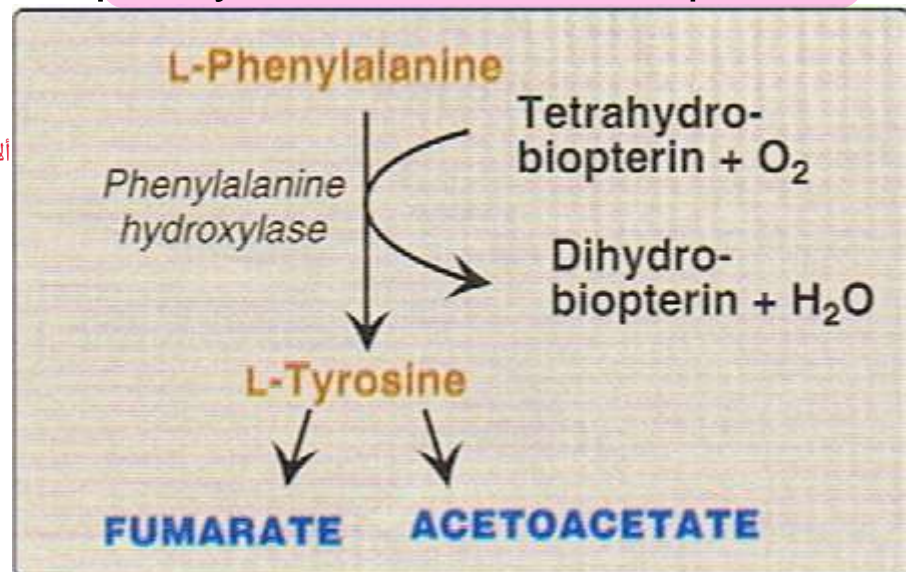 L-Phenylalanine
Tetrahydro-
biopterin + O₂
Phenylalanine
hydroxylase
Dihydro-
biopterin + H₂O
L-Tyrosine
FUMARATE
ACETOACETATE